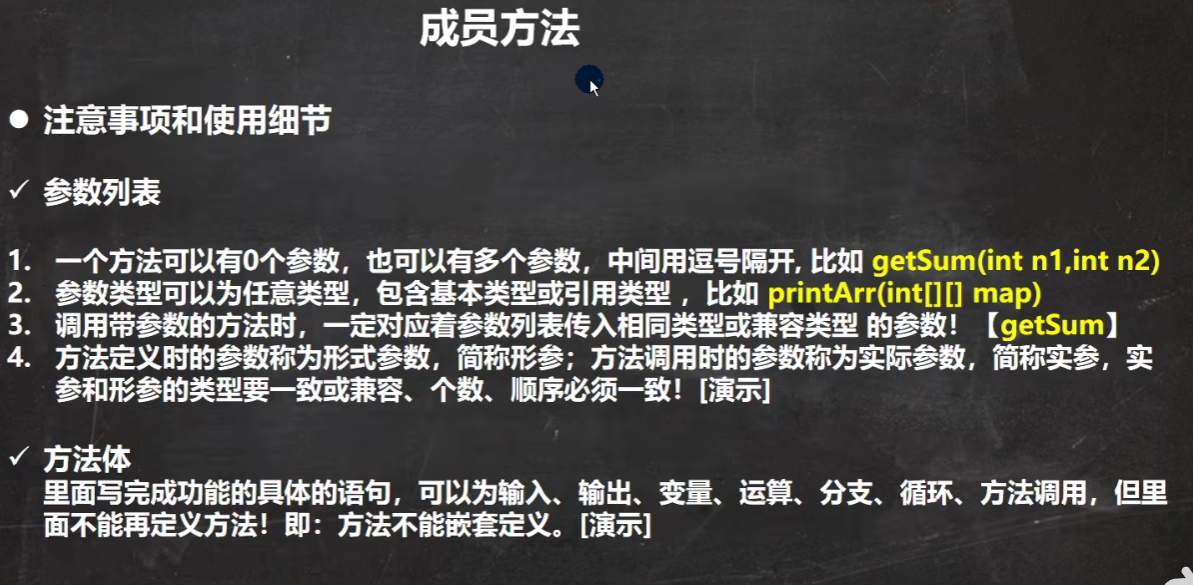 成员方法
● 注意事项和使用细节
✓ 参数列表
1. 一个方法可以有0个参数，也可以有多个参数，中间用逗号隔开, 比如 getSum(int n1,int n2)
2. 参数类型可以为任意类型，包含基本类型或引用类型 ，比如 printArr(int[][] map)
3. 调用带参数的方法时，一定对应着参数列表传入相同类型或兼容类型 的参数！【getSum】
4. 方法定义时的参数称为形式参数，简称形参；方法调用时的参数称为实际参数，简称实参，实
参和形参的类型要一致或兼容、个数、顺序必须一致！[演示]
✓ 方法体
里面写完成功能的具体的语句，可以为输入、输出、变量、运算、分支、循环、方法调用，但里
面不能再定义方法！即：方法不能嵌套定义。[演示]